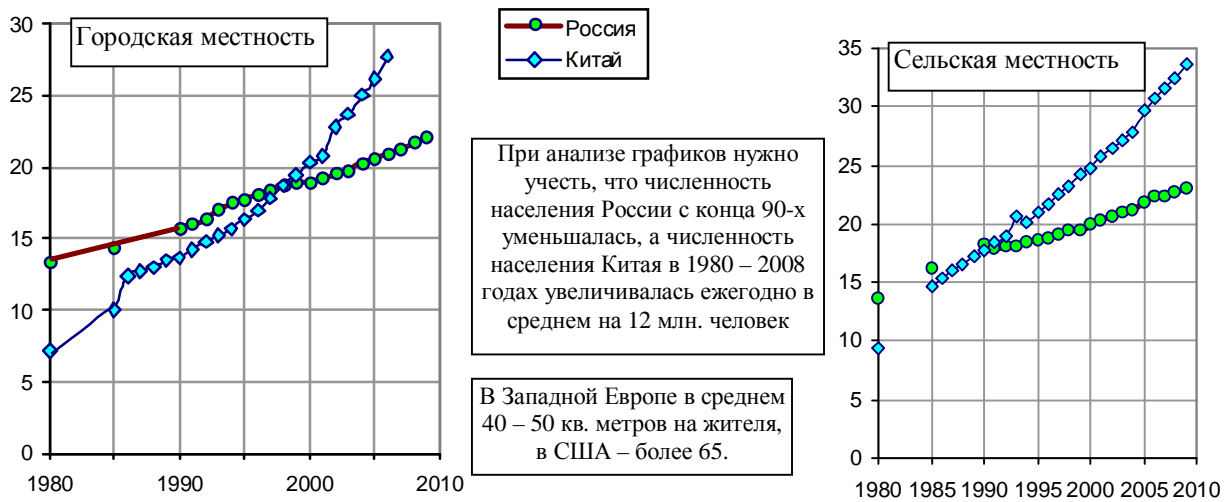 Городская местность
30
25
20
15
10
5
0
1980
1990
2000
2010
Россия
Китай
При анализе графиков нужно
учесть, что численность
населения России с конца 90-х
уменьшалась, а численность
населения Китая в 1980 – 2008
годах увеличивалась ежегодно в
среднем на 12 млн. человек
В Западной Европе в среднем
40 – 50 кв. метров на жителя,
в США – более 65.
Сельская местность
35
30
25
20
15
10
5
0
1980 1985 1990 1995 2000 2005 2010